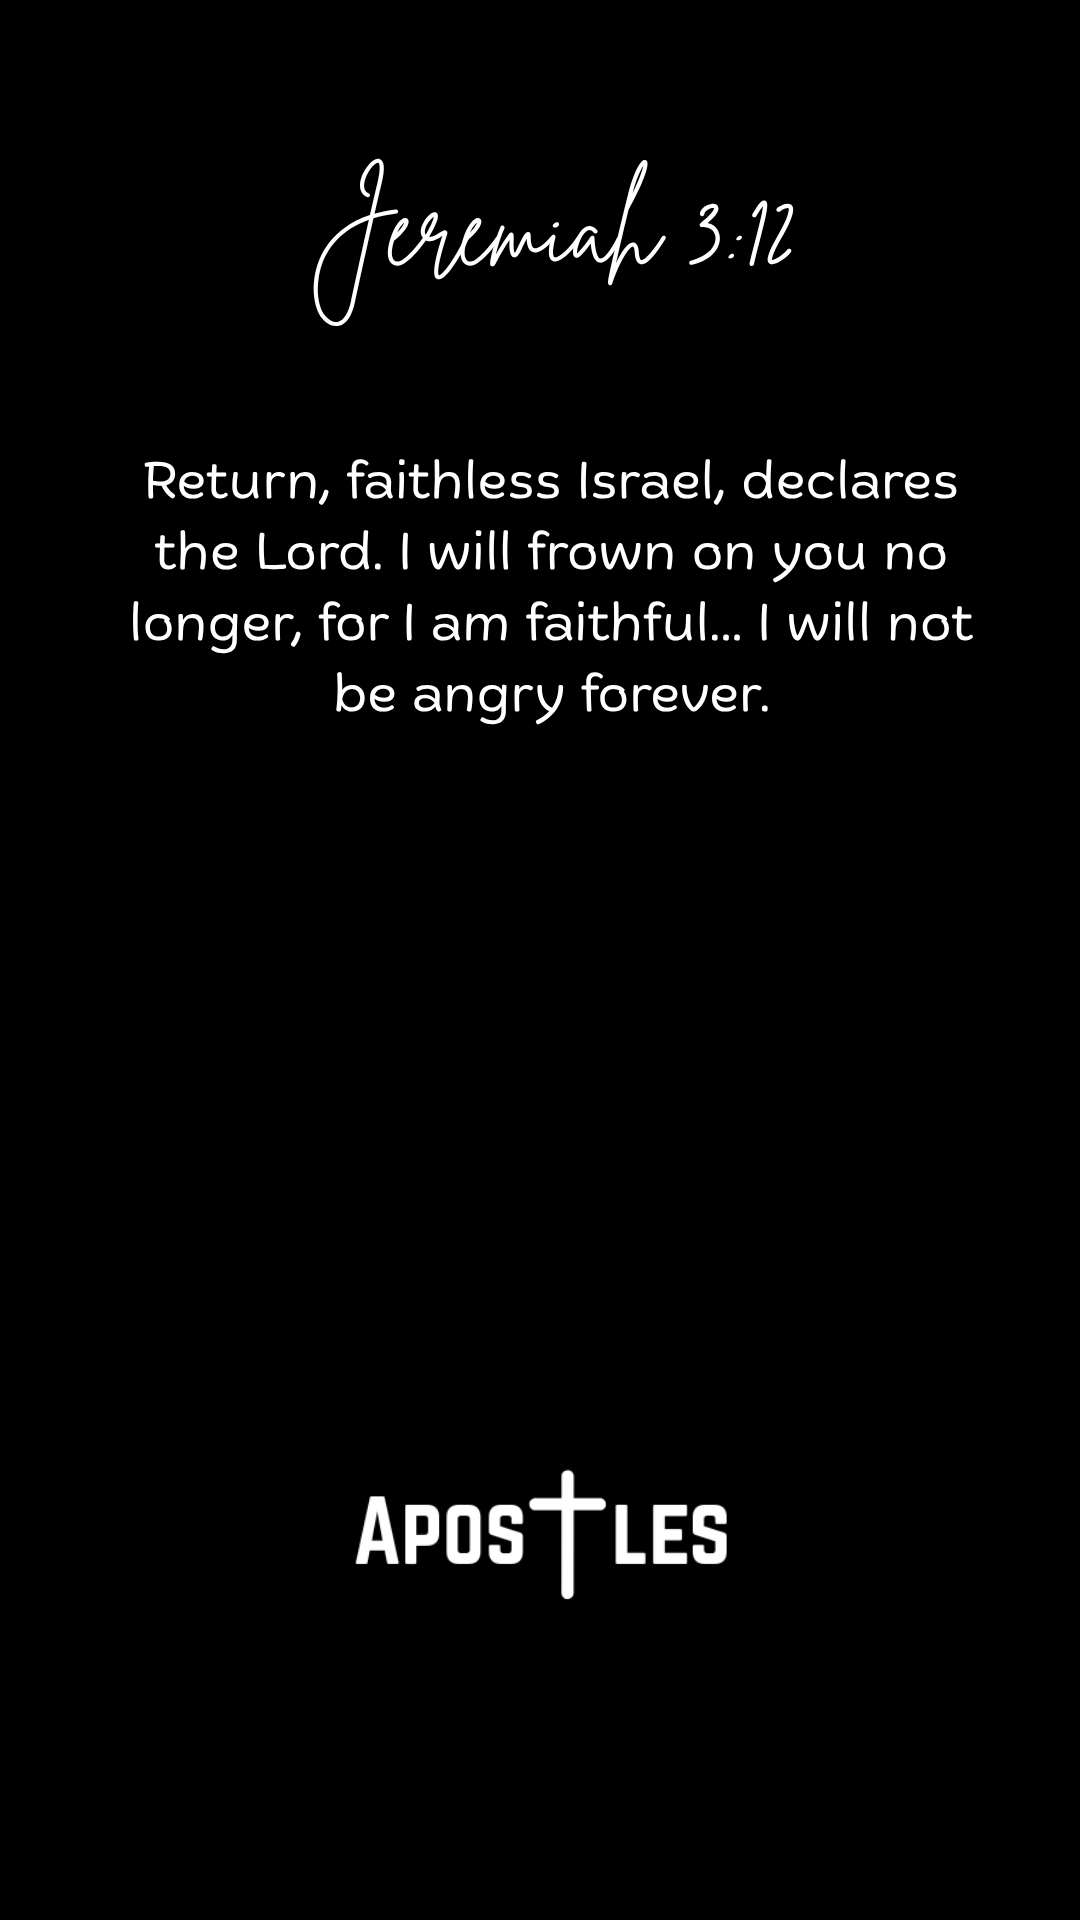 Jeremiah 3:12
Return, faithless Israel, declares
the Lord. I will frown on you no
longer, for I am faithful... I will not
be angry forever.
Apostles